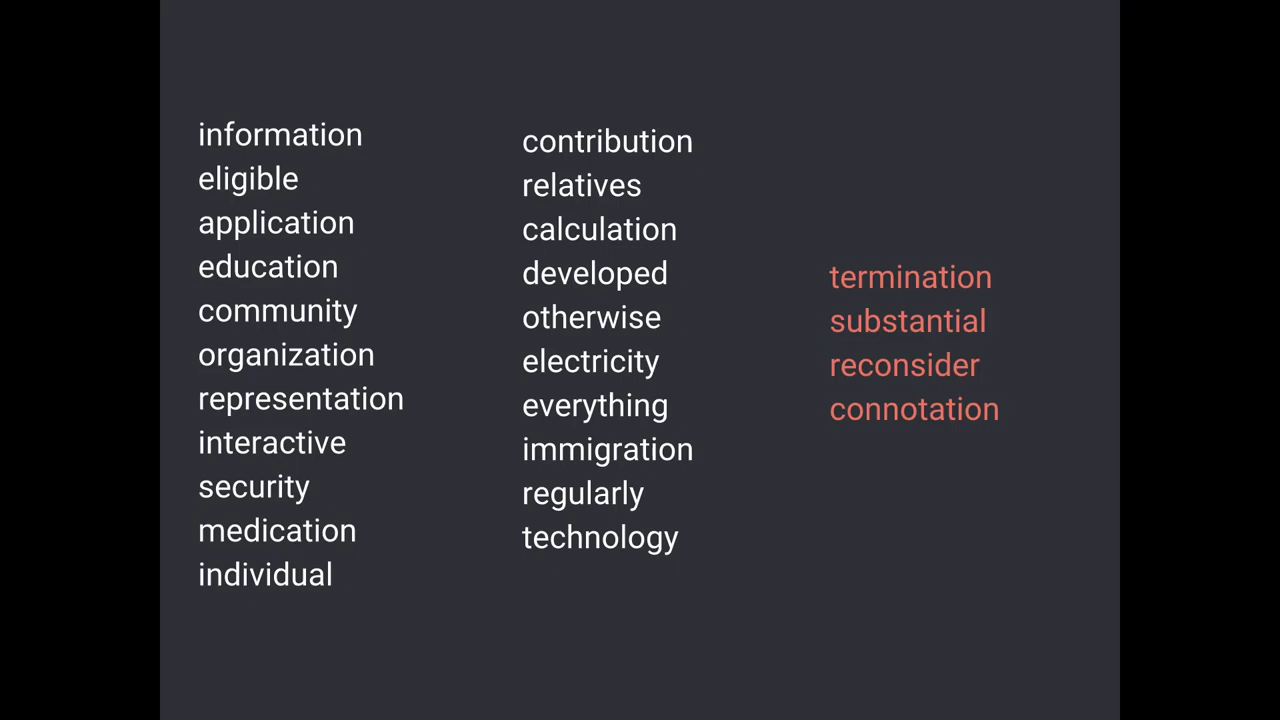 information
eligible
application
education
community
organization
representation
interactive
security
medication
individual
contribution
relatives
calculation
developed
otherwise
electricity
everything
immigration
regularly
technology
termination
substantial
reconsider
connotation